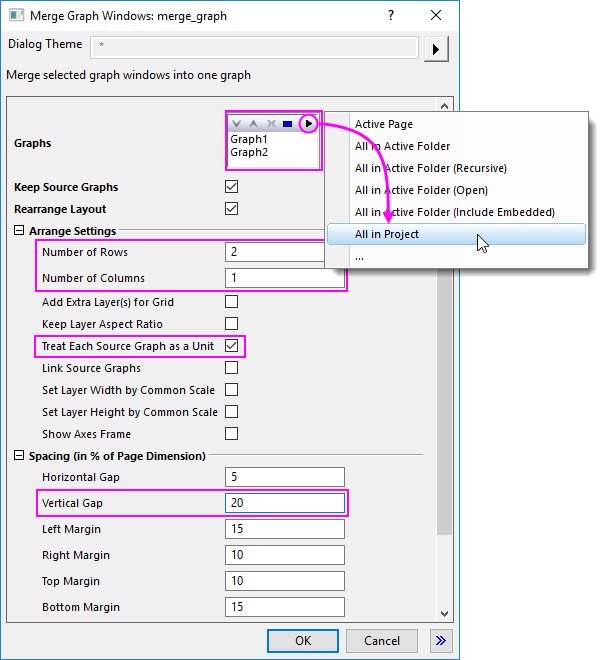 Merge Graph Windows: merge_graph
Dialog Theme *
Merge selected graph windows into one graph
Graphs
Graph1
Graph2
Active Page
All in Active Folder
All in Active Folder (Recursive)
All in Active Folder (Open)
All in Active Folder (Include Embedded)
All in Project
...
Keep Source Graphs
Rearrange Layout
Arrange Settings
Number of Rows 2
Number of Columns 1
Add Extra Layer(s) for Grid
Keep Layer Aspect Ratio
Treat Each Source Graph as a Unit
Link Source Graphs
Set Layer Width by Common Scale
Set Layer Height by Common Scale
Show Axes Frame
Spacing (in % of Page Dimension)
Horizontal Gap 5
Vertical Gap 20
Left Margin 15
Right Margin 10
Top Margin 10
Bottom Margin 15
OK Cancel